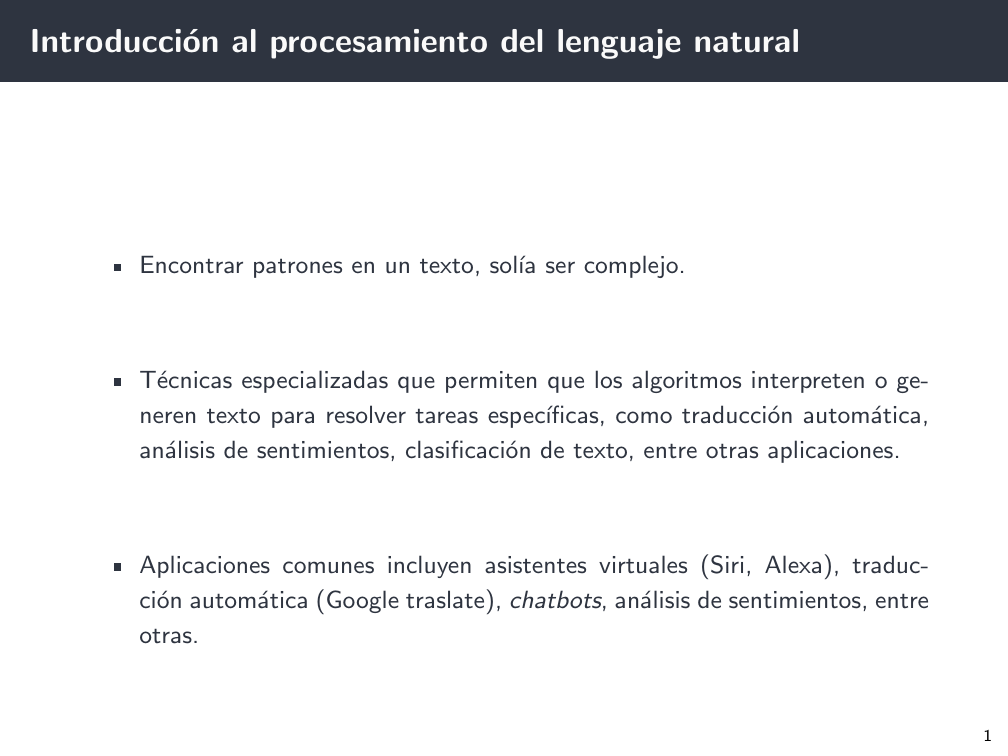 Introducción al procesamiento del lenguaje natural
▪ Encontrar patrones en un texto, solía ser complejo.
▪ Técnicas especializadas que permiten que los algoritmos interpreten o ge-
neren texto para resolver tareas específicas, como traducción automática,
análisis de sentimientos, clasificación de texto, entre otras aplicaciones.
▪ Aplicaciones comunes incluyen asistentes virtuales (Siri, Alexa), traduc-
ción automática (Google traslate), chatbots, análisis de sentimientos, entre
otras.
1